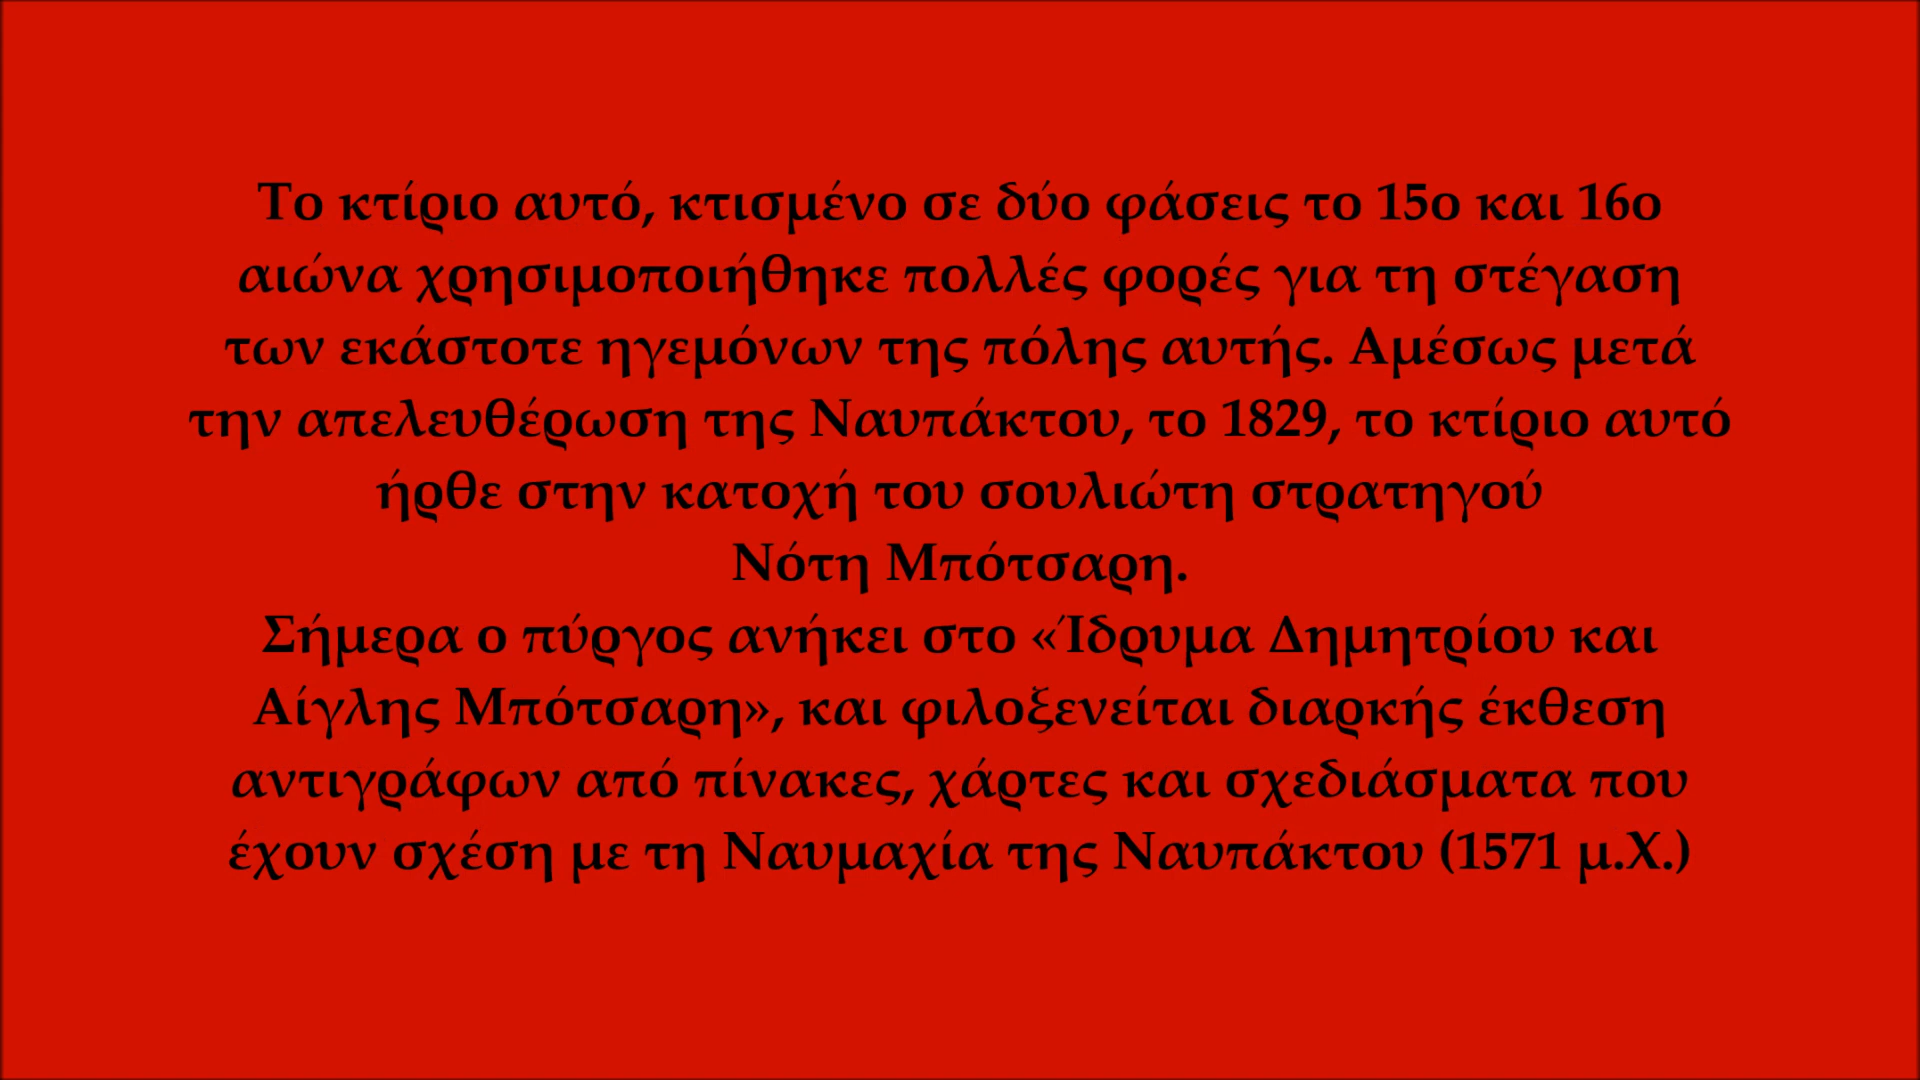 Το κτίριο αυτό, κτισμένο σε δύο φάσεις το 15ο και 16ο
αιώνα χρησιμοποιήθηκε πολλές φορές για τη στέγαση
των εκάστοτε ηγεμόνων της πόλης αυτής. Αμέσως μετά
την απελευθέρωση της Ναυπάκτου, το 1829, το κτίριο αυτό
ήρθε στην κατοχή του σουλιώτη στρατηγού
Νότη Μπότσαρη.
Σήμερα ο πύργος ανήκει στο «Ίδρυμα Δημητρίου και
Αίγλης Μπότσαρη», και φιλοξενείται διαρκής έκθεση
αντιγράφων από πίνακες, χάρτες και σχεδιάσματα που
έχουν σχέση με τη Ναυμαχία της Ναυπάκτου (1571 μ.Χ.)